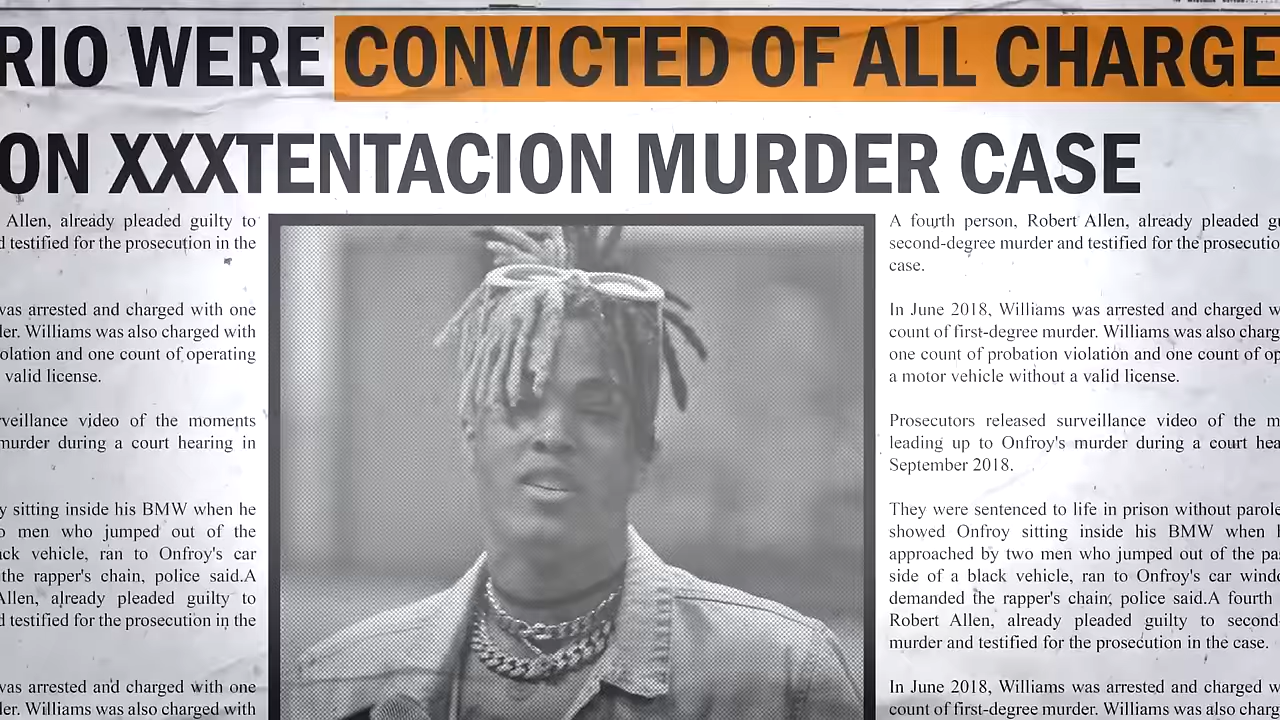 RIO WERE CONVICTED OF ALL CHARGE
ON XXXTENTACION MURDER CASE
Allen, already pleaded guilty to
d testified for the prosecution in the
was arrested and charged with one
ler. Williams was also charged with
olation and one count of operating
valid license.
rveillance video of the moments
murder during a court hearing in
y sitting inside his BMW when he
o men who jumped out of the
ack vehicle, ran to Onfroy's car
the rapper's chain, police said.A
Allen, already pleaded guilty to
d testified for the prosecution in the
was arrested and charged with one
ler. Williams was also charged with
A fourth person, Robert Allen, already pleaded gu
second-degree murder and testified for the prosecutio
case.
In June 2018, Williams was arrested and charged w
count of first-degree murder. Williams was also charg
one count of probation violation and one count of op
a motor vehicle without a valid license.
Prosecutors released surveillance video of the m
leading up to Onfroy's murder during a court hea
September 2018.
They were sentenced to life in prison without parole
showed Onfroy sitting inside his BMW when h
approached by two men who jumped out of the pas
side of a black vehicle, ran to Onfroy's car windo
demanded the rapper's chain, police said.A fourth
Robert Allen, already pleaded guilty to second-
murder and testified for the prosecution in the case.
In June 2018, Williams was arrested and charged w
count of first-degree murder. Williams was also charg